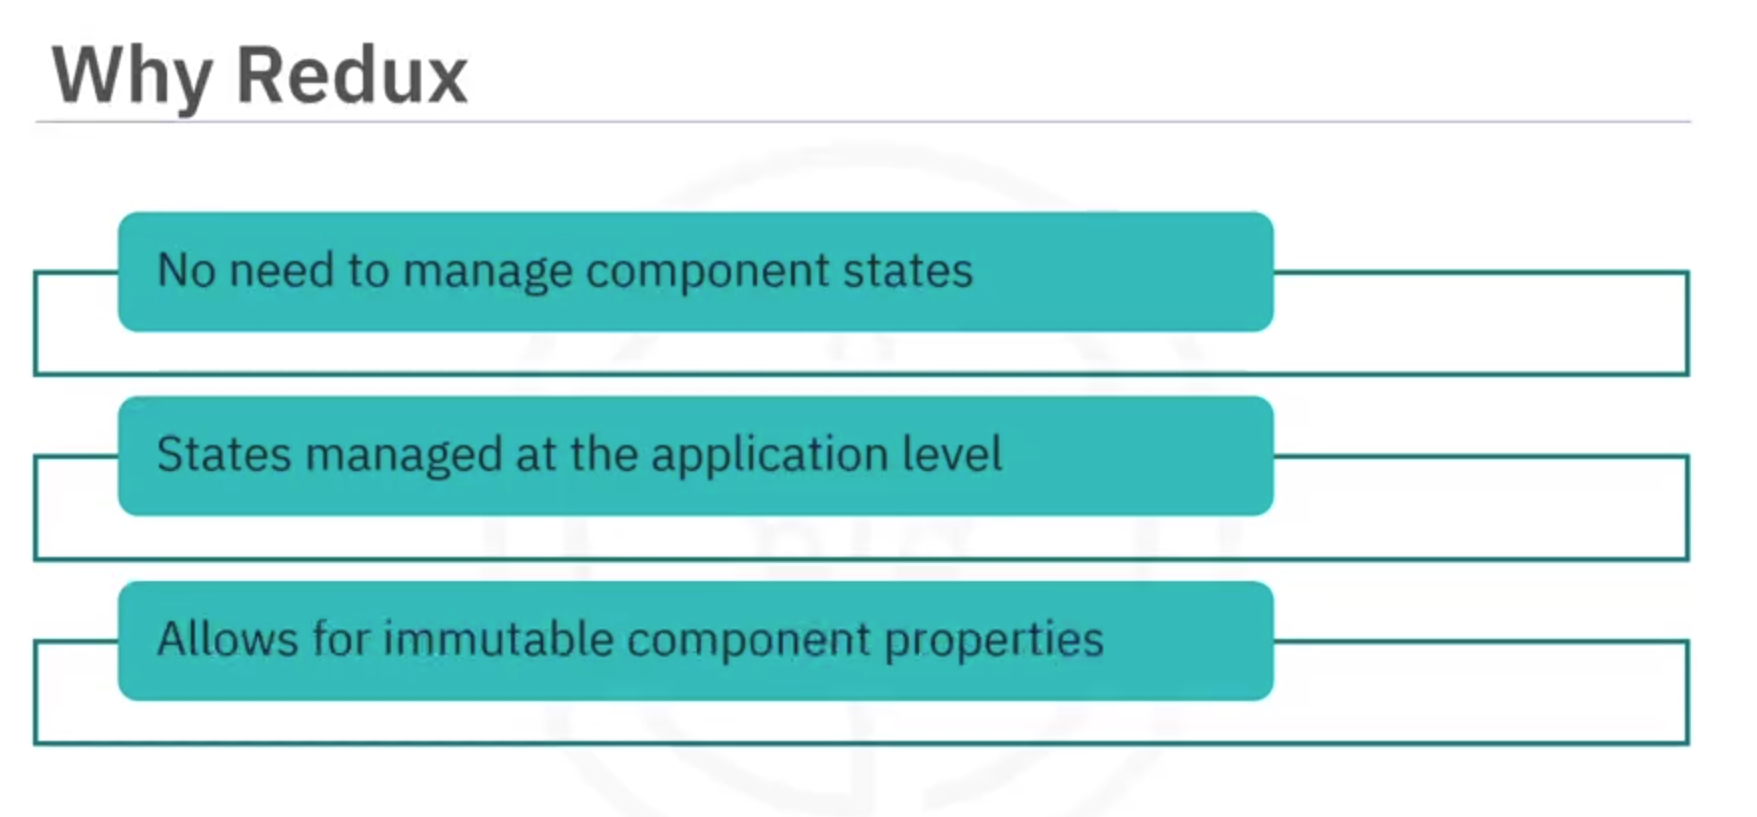 Why Redux
No need to manage component states
States managed at the application level
Allows for immutable component properties